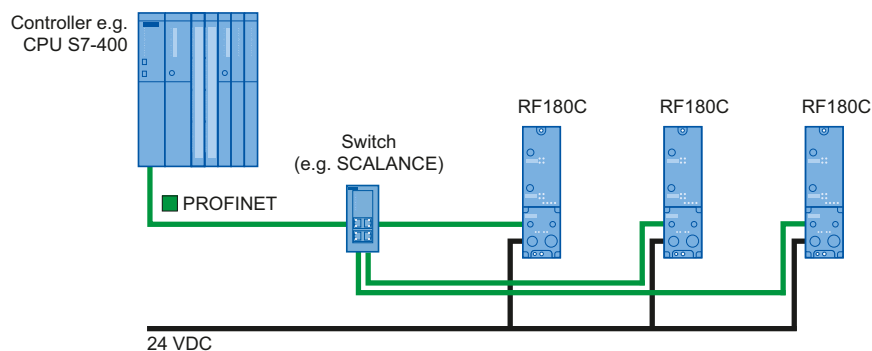 Controller e.g.
CPU S7-400
RF180C
RF180C
RF180C
Switch
(e.g. SCALANCE)
PROFINET
24 VDC